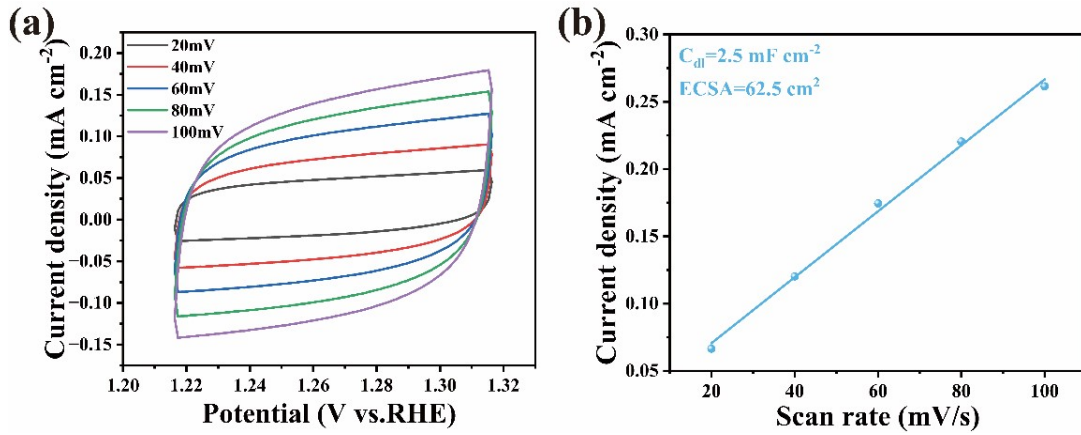 (a)
Current density (mA cm-2)
0.20
0.15
0.10
0.05
0.00
−0.05
−0.10
−0.15
20mV
40mV
60mV
80mV
100mV
1.20 1.22 1.24 1.26 1.28 1.30 1.32
Potential (V vs.RHE)
(b)
Current density (mA cm-2)
0.30
0.25
0.20
0.15
0.10
0.05
Cdl=2.5 mF cm-2
ECSA=62.5 cm2
20 40 60 80 100
Scan rate (mV/s)